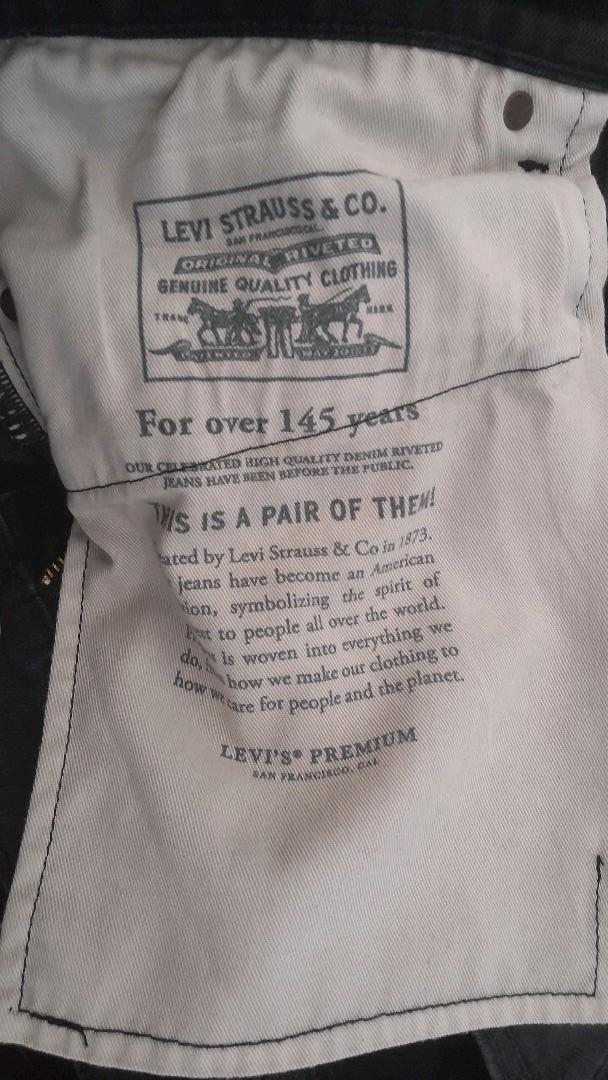 LEVI STRAUSS & CO.
SAN FRANCISCO, CAL.
ORIGINAL RIVETED
GENUINE QUALITY CLOTHING
TRADE MARK
For over 145 years
OUR CELEBRATED HIGH QUALITY DENIM RIVETED
JEANS HAVE BEEN BEFORE THE PUBLIC.
THIS IS A PAIR OF THEM!
ated by Levi Strauss & Co in 1873.
jeans have become an American
ion, symbolizing the spirit of
to people all over the world.
is woven into everything we
do, how we make our clothing to
how we care for people and the planet.
LEVI'S® PREMIUM
SAN FRANCISCO, CAL